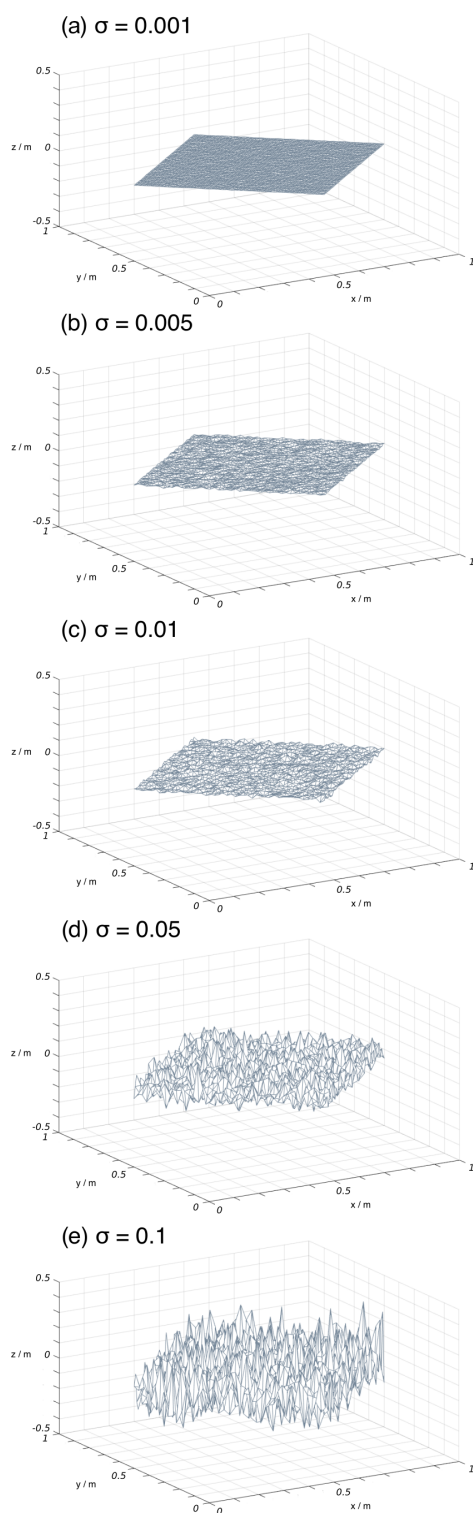 (a) σ = 0.001
0.5
z / m 0
-0.5
1
y / m 0.5
0
0
0.5
x / m
1
(b) σ = 0.005
0.5
z / m 0
-0.5
1
y / m 0.5
0
0
0.5
x / m
1
(c) σ = 0.01
0.5
z / m 0
-0.5
1
y / m 0.5
0
0
0.5
x / m
1
(d) σ = 0.05
0.5
z / m 0
-0.5
1
y / m 0.5
0
0
0.5
x / m
1
(e) σ = 0.1
0.5
z / m 0
-0.5
1
y / m 0.5
0
0
0.5
x / m
1